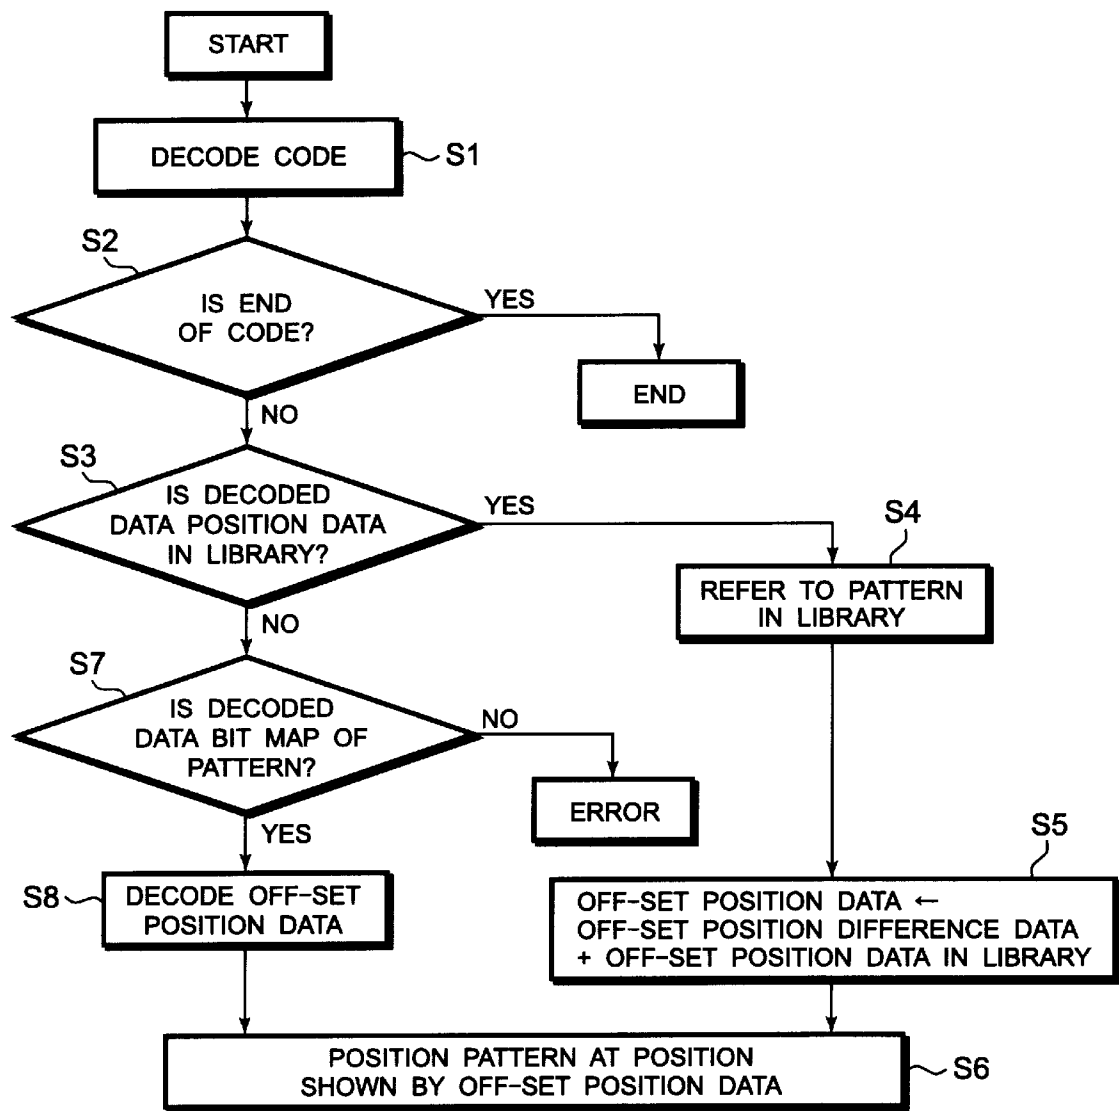 START
DECODE CODE
S1
S2
IS END
OF CODE?
YES
END
NO
S3
IS DECODED
DATA POSITION DATA
IN LIBRARY?
YES
S4
REFER TO PATTERN
IN LIBRARY
NO
S7
IS DECODED
DATA BIT MAP OF
PATTERN?
NO
ERROR
YES
S5
S8
DECODE OFF-SET
POSITION DATA
OFF-SET POSITION DATA ←
OFF-SET POSITION DIFFERENCE DATA
+ OFF-SET POSITION DATA IN LIBRARY
POSITION PATTERN AT POSITION
SHOWN BY OFF-SET POSITION DATA
S6